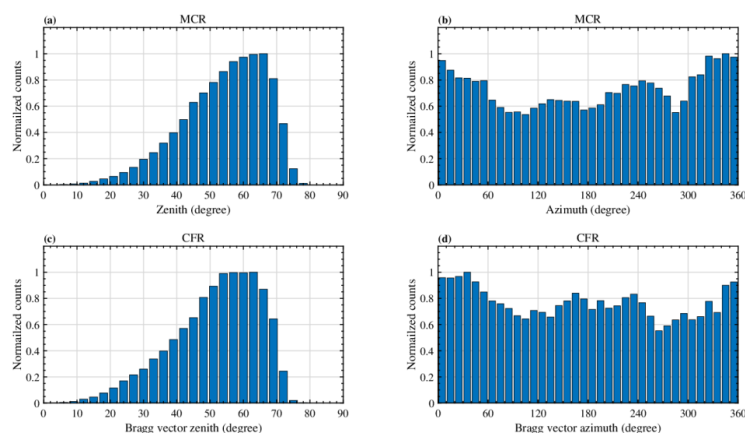 (a) MCR
1
0.8
0.6
0.4
0.2
0
Normailzed counts
0 10 20 30 40 50 60 70 80 90
Zenith (degree)
(b) MCR
1
0.8
0.6
0.4
0.2
0
Normailzed counts
0 60 120 180 240 300 360
Azimuth (degree)
(c) CFR
1
0.8
0.6
0.4
0.2
0
Normailzed counts
0 10 20 30 40 50 60 70 80 90
Bragg vector zenith (degree)
(d) CFR
1
0.8
0.6
0.4
0.2
0
Normailzed counts
0 60 120 180 240 300 360
Bragg vector azimuth (degree)